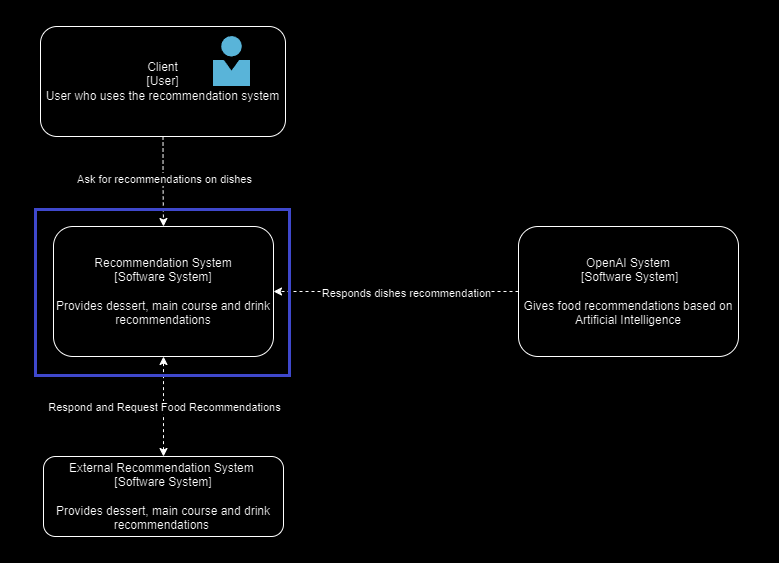 Client
[User]
User who uses the recommendation system
Ask for recommendations on dishes
Recommendation System
[Software System]
Provides dessert, main course and drink
recommendations
Responds dishes recommendation
OpenAI System
[Software System]
Gives food recommendations based on
Artificial Intelligence
Respond and Request Food Recommendations
External Recommendation System
[Software System]
Provides dessert, main course and drink
recommendations